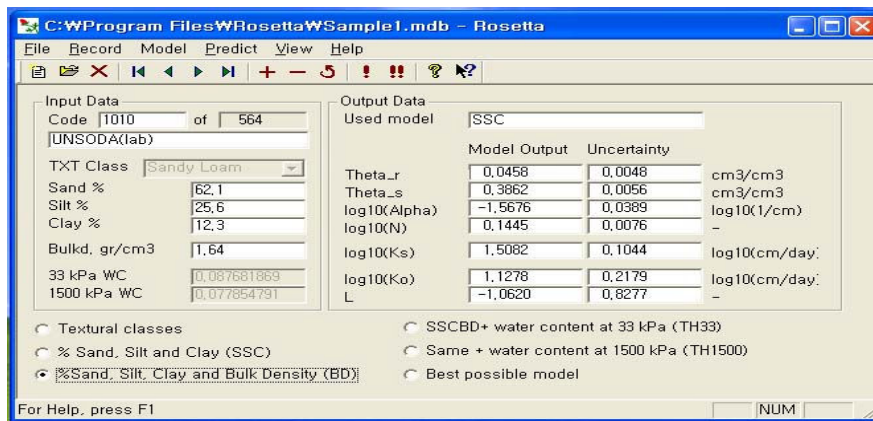 C:₩Program Files₩Rosetta₩Sample1.mdb - Rosetta
File Record Model Predict View Help
Input Data
Code 1010 of 564
UNSODA(lab)
TXT Class Sandy Loam
Sand % 62,1
Silt % 25,6
Clay % 12,3
Bulkd, gr/cm3 1,64
33 kPa WC 0,087681869
1500 kPa WC 0,077854791
Output Data
Used model SSC
Model Output Uncertainty
Theta_r 0,0458 0,0048 cm3/cm3
Theta_s 0,3862 0,0056 cm3/cm3
log10(Alpha) -1,5676 0,0389 log10(1/cm)
log10(N) 0,1445 0,0076 -
log10(Ks) 1,5082 0,1044 log10(cm/day)
log10(Ko) 1,1278 0,2179 log10(cm/day)
L -1,0620 0,8277 -
Textural classes
% Sand, Silt and Clay (SSC)
%Sand, Silt, Clay and Bulk Density (BD)
SSCBD+ water content at 33 kPa (TH33)
Same + water content at 1500 kPa (TH1500)
Best possible model
For Help, press F1
NUM